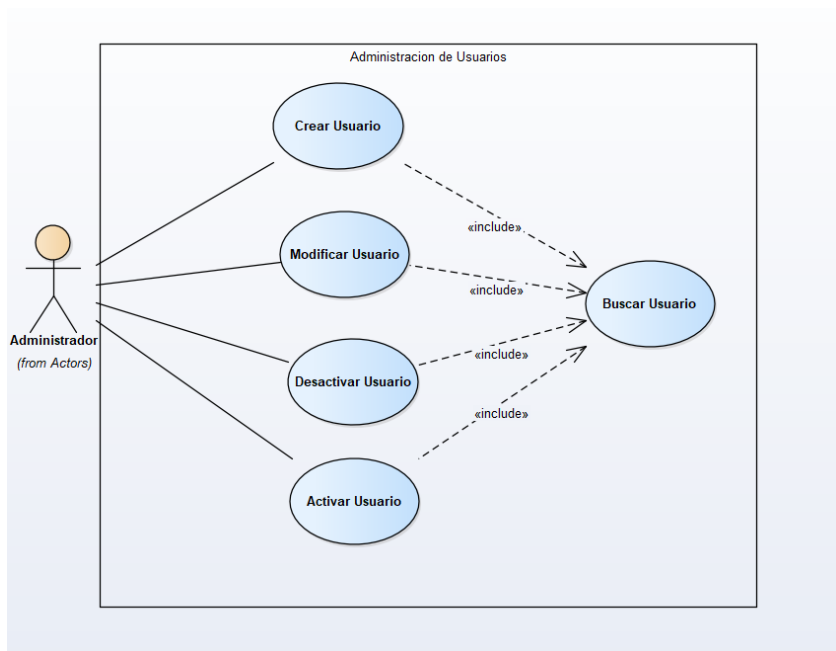 Administracion de Usuarios
Crear Usuario
«include»
Modificar Usuario
«include»
Buscar Usuario
Administrador
(from Actors)
Desactivar Usuario
«include»
«include»
Activar Usuario